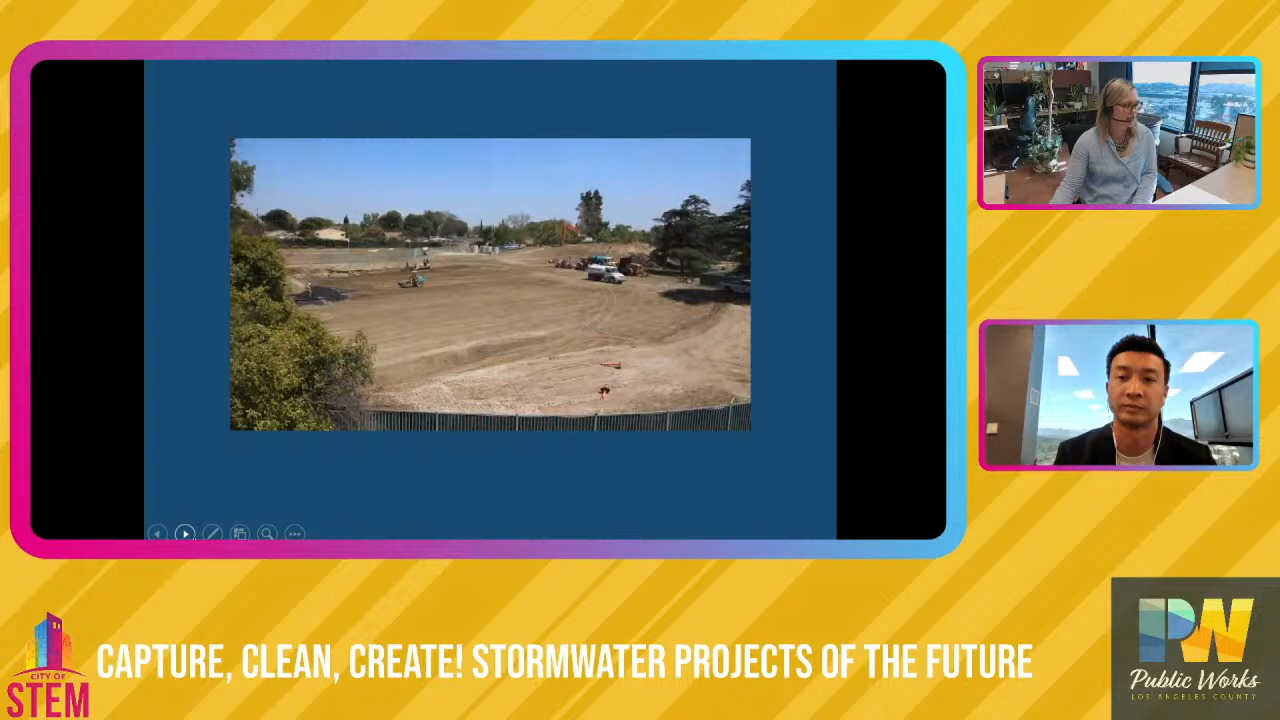 CITY OF
STEM
CAPTURE, CLEAN, CREATE! STORMWATER PROJECTS OF THE FUTURE
PW
Public Works
LOS ANGELES COUNTY